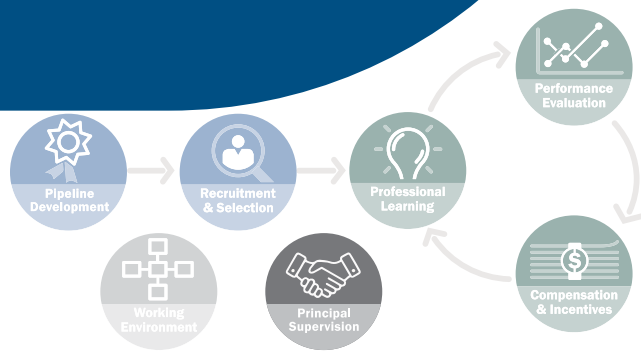 Performance
Evaluation
Pipeline
Development
Recruitment
& Selection
Professional
Learning
Compensation
& Incentives
Working
Environment
Principal
Supervision
$